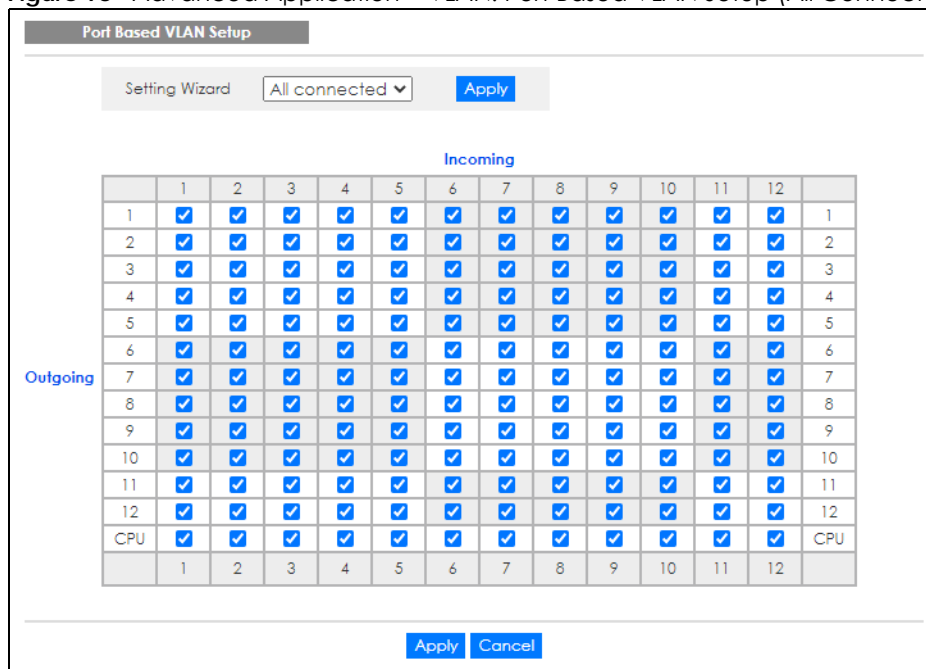 Port Based VLAN Setup
Setting Wizard All connected Apply
Incoming
1 2 3 4 5 6 7 8 9 10 11 12
1 1
2 2
3 3
4 4
5 5
6 6
Outgoing 7 7
8 8
9 9
10 10
11 11
12 12
CPU CPU
1 2 3 4 5 6 7 8 9 10 11 12
Apply Cancel